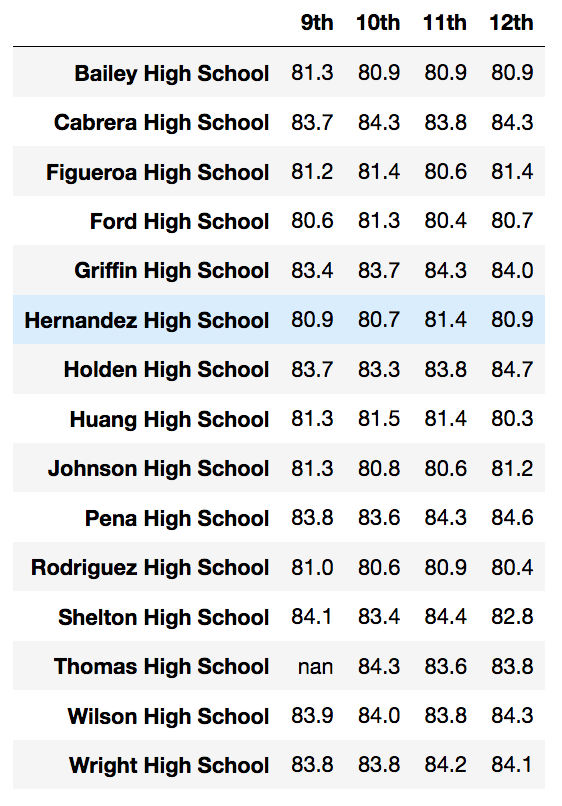 9th 10th 11th 12th
Bailey High School 81.3 80.9 80.9 80.9
Cabrera High School 83.7 84.3 83.8 84.3
Figueroa High School 81.2 81.4 80.6 81.4
Ford High School 80.6 81.3 80.4 80.7
Griffin High School 83.4 83.7 84.3 84.0
Hernandez High School 80.9 80.7 81.4 80.9
Holden High School 83.7 83.3 83.8 84.7
Huang High School 81.3 81.5 81.4 80.3
Johnson High School 81.3 80.8 80.6 81.2
Pena High School 83.8 83.6 84.3 84.6
Rodriguez High School 81.0 80.6 80.9 80.4
Shelton High School 84.1 83.4 84.4 82.8
Thomas High School nan 84.3 83.6 83.8
Wilson High School 83.9 84.0 83.8 84.3
Wright High School 83.8 83.8 84.2 84.1